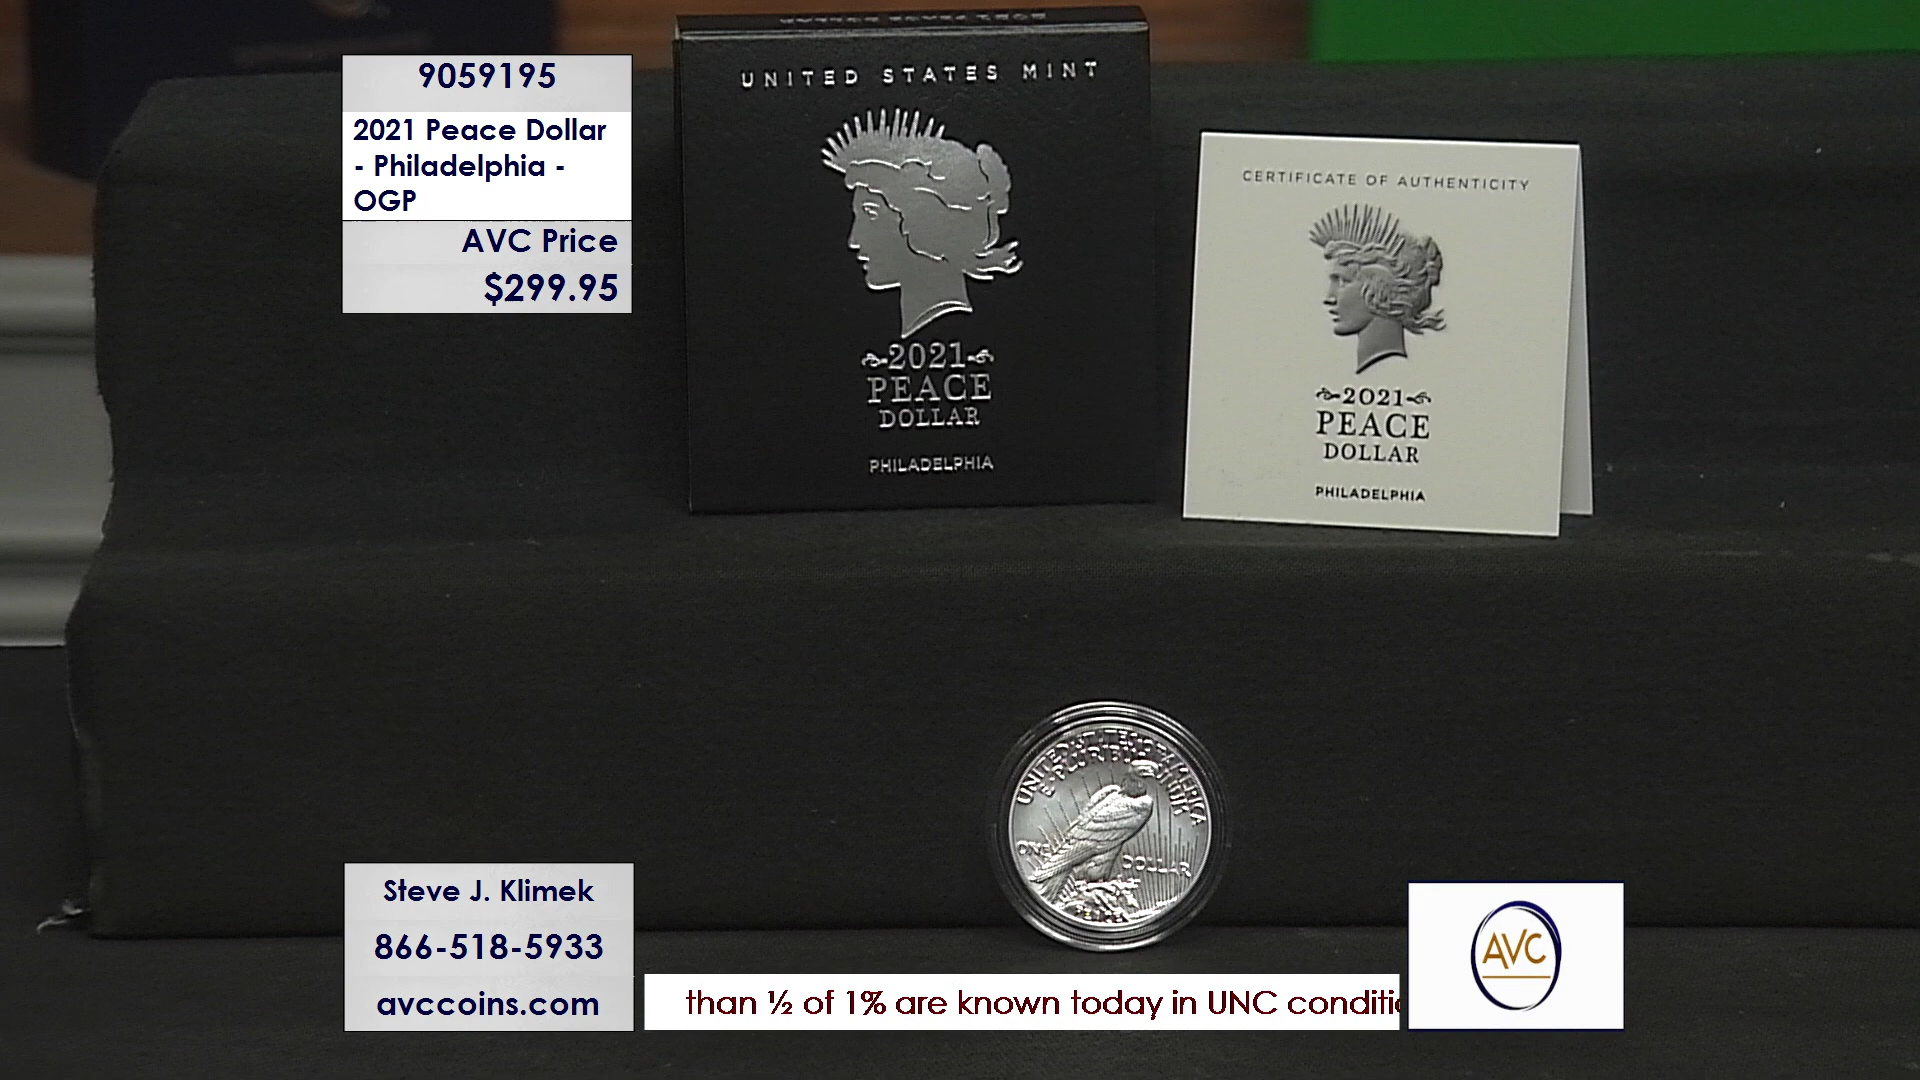 9059195
2021 Peace Dollar
- Philadelphia -
OGP
AVC Price
$299.95
UNITED STATES MINT
2021
PEACE
DOLLAR
PHILADELPHIA
CERTIFICATE OF AUTHENTICITY
2021
PEACE
DOLLAR
PHILADELPHIA
UNITED STATES OF AMERICA
E PLURIBUS UNUM
ONE DOLLAR
Steve J. Klimek
866-518-5933
avccoins.com
than ½ of 1% are known today in UNC conditi
AVC